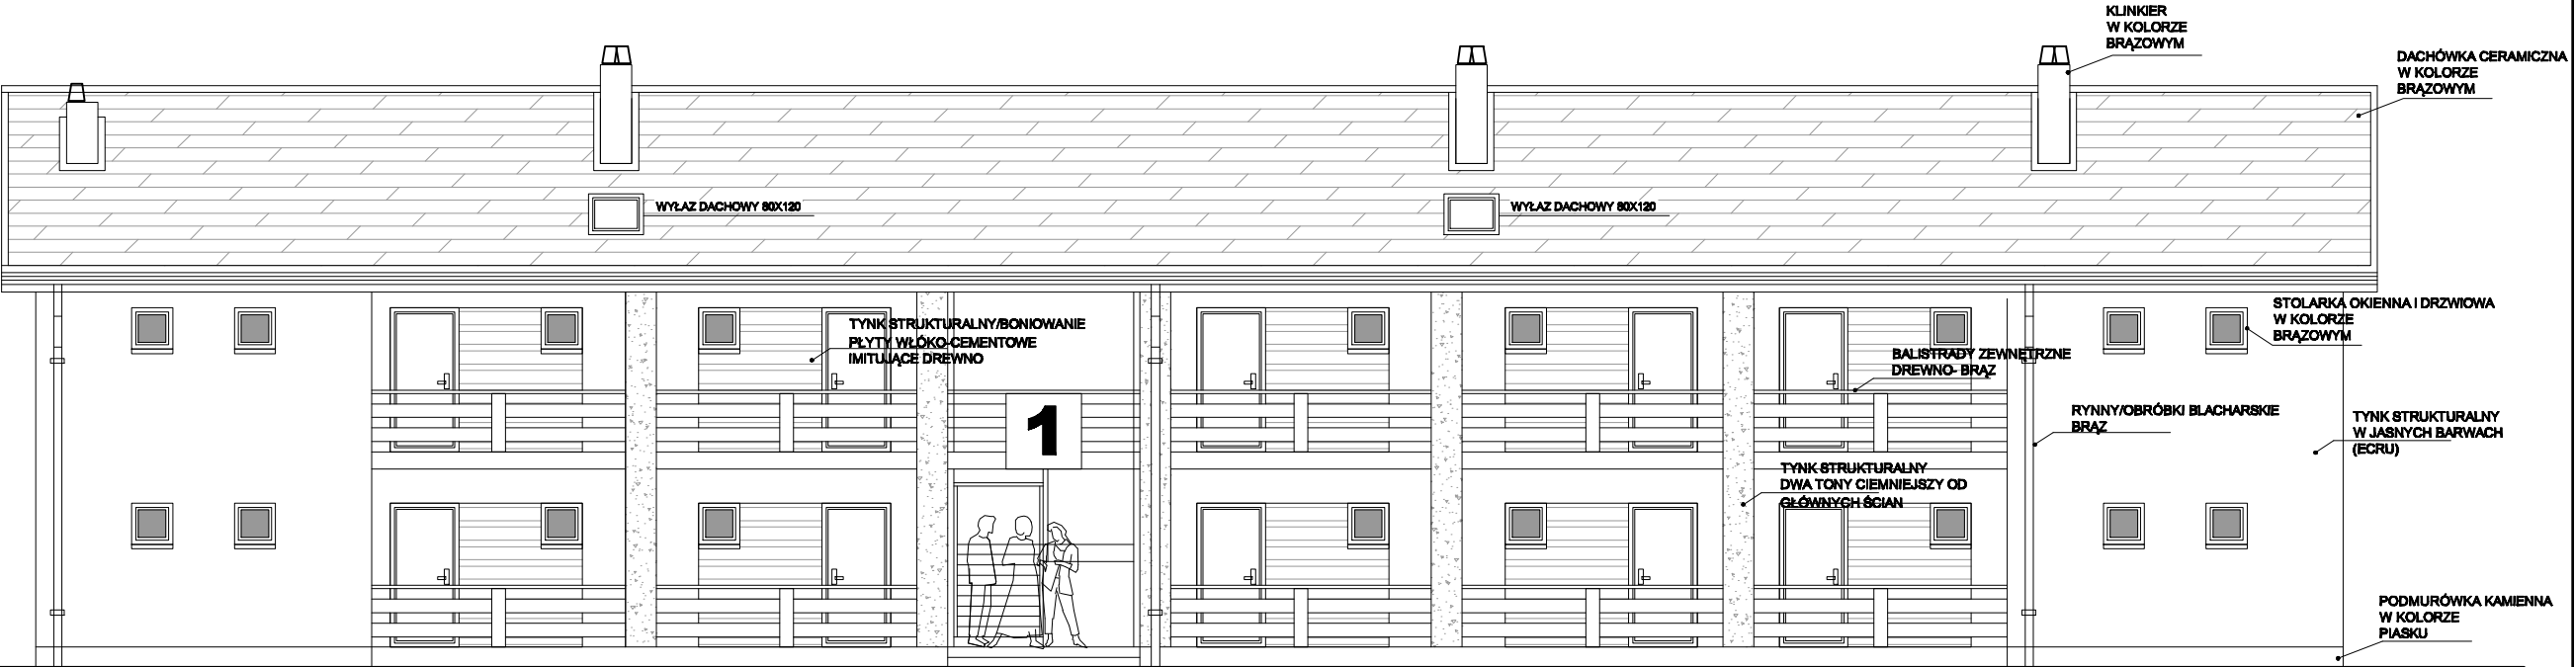 KLINKIER
W KOLORZE
BRĄZOWYM
DACHÓWKA CERAMICZNA
W KOLORZE
BRĄZOWYM
WYŁAZ DACHOWY 80X120
WYŁAZ DACHOWY 80X120
STOLARKA OKIENNA I DRZWIOWA
W KOLORZE
BRĄZOWYM
TYNK STRUKTURALNY/BONIOWANIE
PŁYTY WŁÓKO-CEMENTOWE
IMITUJĄCE DREWNO
BALISTRADY ZEWNĘTRZNE
DREWNO- BRĄZ
1
RYNNY/OBRÓBKI BLACHARSKIE
BRĄZ
TYNK STRUKTURALNY
W JASNYCH BARWACH
(ECRU)
TYNK STRUKTURALNY
DWA TONY CIEMNIEJSZY OD
GŁÓWNYCH ŚCIAN
PODMURÓWKA KAMIENNA
W KOLORZE
PIASKU